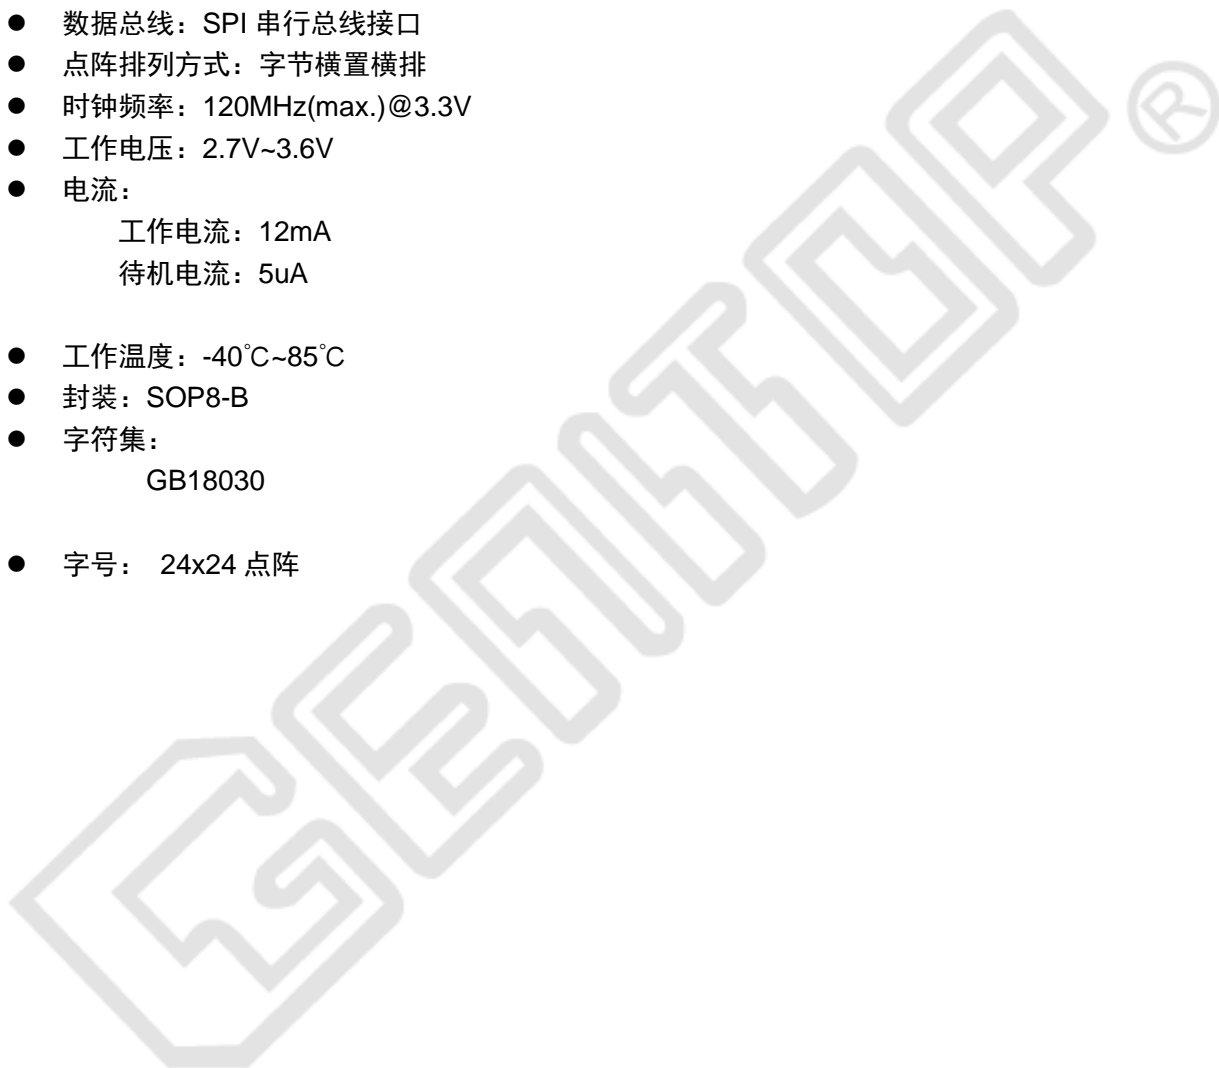 ● 数据总线：SPI 串行总线接口
● 点阵排列方式：字节横置横排
● 时钟频率：120MHz(max.)@3.3V
● 工作电压：2.7V~3.6V
● 电流：
工作电流：12mA
待机电流：5uA
● 工作温度：-40℃~85℃
● 封装：SOP8-B
● 字符集：
GB18030
● 字号： 24x24 点阵
GENITOP®